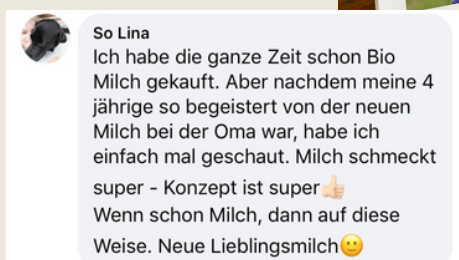 So Lina
Ich habe die ganze Zeit schon Bio
Milch gekauft. Aber nachdem meine 4
jährige so begeistert von der neuen
Milch bei der Oma war, habe ich
einfach mal geschaut. Milch schmeckt
super - Konzept ist super👍🏻
Wenn schon Milch, dann auf diese
Weise. Neue Lieblingsmilch🙂